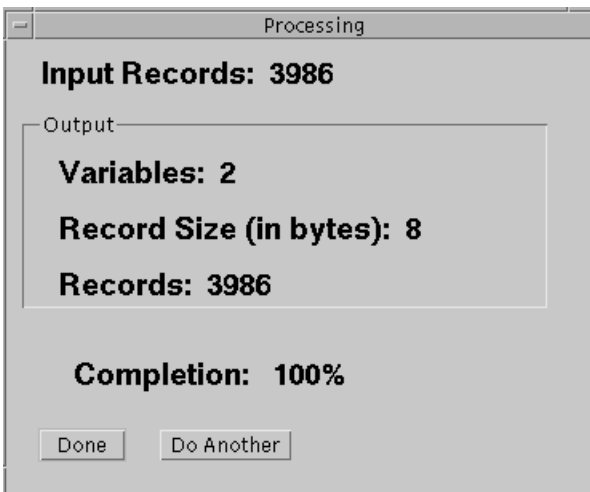 Processing
Input Records: 3986
Output
Variables: 2
Record Size (in bytes): 8
Records: 3986
Completion: 100%
Done Do Another